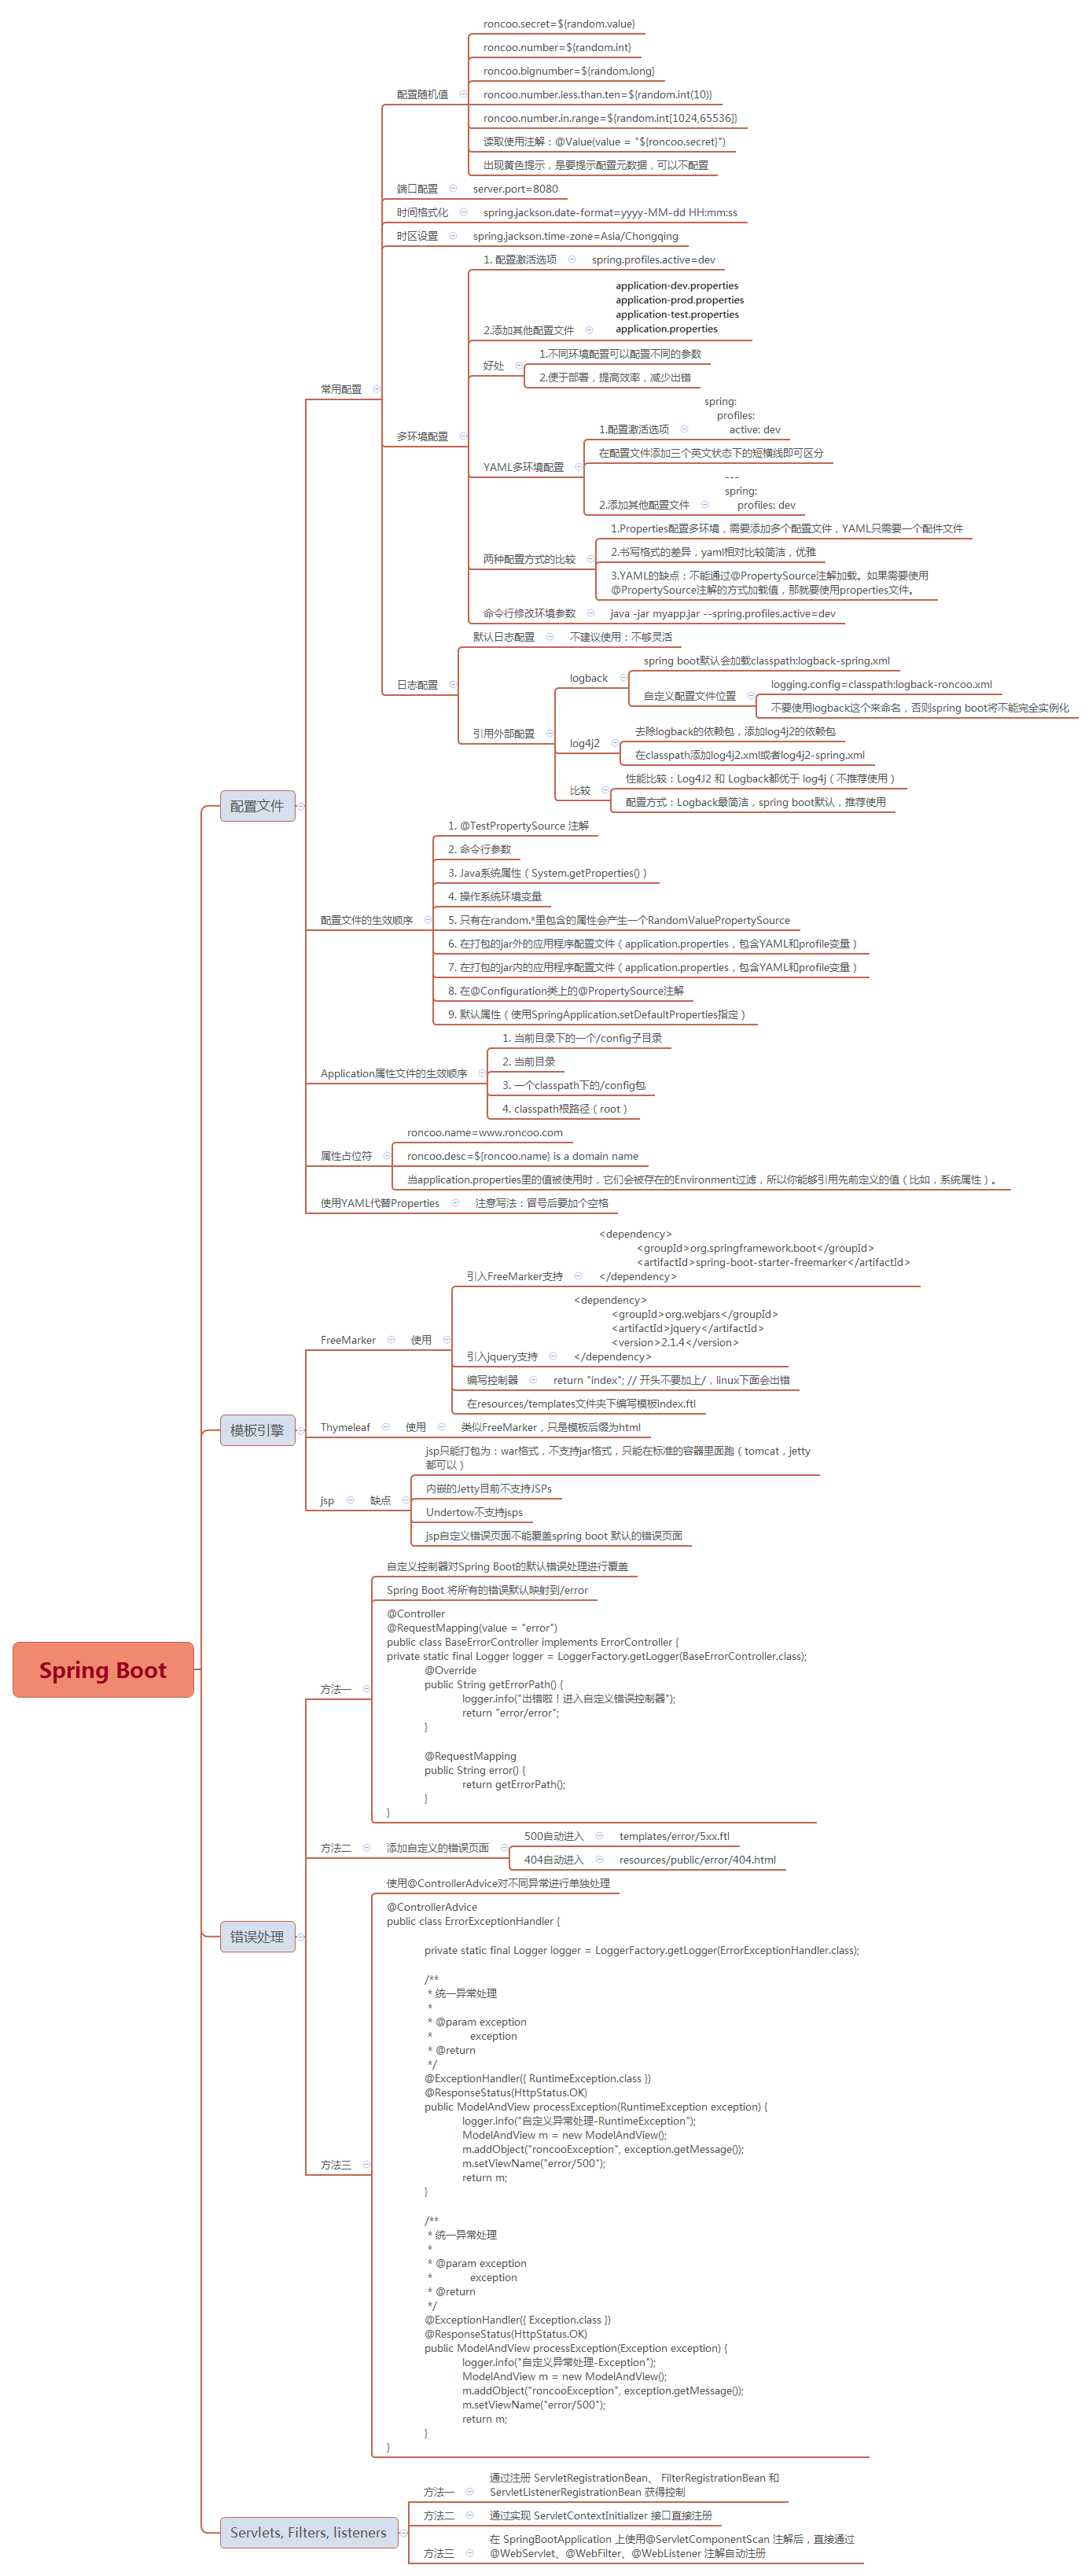 Spring Boot
配置文件
常用配置
配置随机值
roncoo.secret=${random.value}
roncoo.number=${random.int}
roncoo.bignumber=${random.long}
roncoo.number.less.than.ten=${random.int(10)}
roncoo.number.in.range=${random.int[1024,65536]}
读取使用注解：@Value(value = "${roncoo.secret}")
出现黄色提示，是要提示配置元数据，可以不配置
端口配置
server.port=8080
时间格式化
spring.jackson.date-format=yyyy-MM-dd HH:mm:ss
时区设置
spring.jackson.time-zone=Asia/Chongqing
多环境配置
1. 配置激活选项
spring.profiles.active=dev
2.添加其他配置文件
application-dev.properties
application-prod.properties
application-test.properties
application.properties
好处
1.不同环境配置可以配置不同的参数
2.便于部署，提高效率，减少出错
YAML多环境配置
1.配置激活选项
spring:
profiles:
active: dev
在配置文件添加三个英文状态下的短横线即可区分
2.添加其他配置文件
---
spring:
profiles: dev
两种配置方式的比较
1.Properties配置多环境，需要添加多个配置文件，YAML只需要一个配件文件
2.书写格式的差异，yaml相对比较简洁，优雅
3.YAML的缺点：不能通过@PropertySource注解加载。如果需要使用
@PropertySource注解的方式加载值，那就要使用properties文件。
命令行修改环境参数
java -jar myapp.jar --spring.profiles.active=dev
日志配置
默认日志配置
不建议使用：不够灵活
引用外部配置
logback
spring boot默认会加载classpath:logback-spring.xml
自定义配置文件位置
logging.config=classpath:logback-roncoo.xml
不要使用logback这个来命名，否则spring boot将不能完全实例化
log4j2
去除logback的依赖包，添加log4j2的依赖包
在classpath添加log4j2.xml或者log4j2-spring.xml
比较
性能比较：Log4J2 和 Logback都优于 log4j（不推荐使用）
配置方式：Logback最简洁，spring boot默认，推荐使用
配置文件的生效顺序
1. @TestPropertySource 注解
2. 命令行参数
3. Java系统属性（System.getProperties()）
4. 操作系统环境变量
5. 只有在random.*里包含的属性会产生一个RandomValuePropertySource
6. 在打包的jar外的应用程序配置文件（application.properties，包含YAML和profile变量）
7. 在打包的jar内的应用程序配置文件（application.properties，包含YAML和profile变量）
8. 在@Configuration类上的@PropertySource注解
9. 默认属性（使用SpringApplication.setDefaultProperties指定）
Application属性文件的生效顺序
1. 当前目录下的一个/config子目录
2. 当前目录
3. 一个classpath下的/config包
4. classpath根路径（root）
属性占位符
roncoo.name=www.roncoo.com
roncoo.desc=${roncoo.name} is a domain name
当application.properties里的值被使用时，它们会被存在的Environment过滤，所以你能够引用先前定义的值（比如，系统属性）。
使用YAML代替Properties
注意写法：冒号后要加个空格
模板引擎
FreeMarker
使用
引入FreeMarker支持
<dependency>
<groupId>org.springframework.boot</groupId>
<artifactId>spring-boot-starter-freemarker</artifactId>
</dependency>
引入jquery支持
<dependency>
<groupId>org.webjars</groupId>
<artifactId>jquery</artifactId>
<version>2.1.4</version>
</dependency>
编写控制器
return "index"; // 开头不要加上/，linux下面会出错
在resources/templates文件夹下编写模板index.ftl
Thymeleaf
使用
类似FreeMarker，只是模板后缀为html
jsp
缺点
jsp只能打包为：war格式，不支持jar格式，只能在标准的容器里面跑（tomcat，jetty
都可以）
内嵌的Jetty目前不支持JSPs
Undertow不支持jsps
jsp自定义错误页面不能覆盖spring boot 默认的错误页面
错误处理
方法一
自定义控制器对Spring Boot的默认错误处理进行覆盖
Spring Boot 将所有的错误默认映射到/error
@Controller
@RequestMapping(value = "error")
public class BaseErrorController implements ErrorController {
private static final Logger logger = LoggerFactory.getLogger(BaseErrorController.class);
@Override
public String getErrorPath() {
logger.info("出错啦！进入自定义错误控制器");
return "error/error";
}
@RequestMapping
public String error() {
return getErrorPath();
}
}
方法二
添加自定义的错误页面
500自动进入
templates/error/5xx.ftl
404自动进入
resources/public/error/404.html
方法三
使用@ControllerAdvice对不同异常进行单独处理
@ControllerAdvice
public class ErrorExceptionHandler {
private static final Logger logger = LoggerFactory.getLogger(ErrorExceptionHandler.class);
/**
* 统一异常处理
*
* @param exception
* exception
* @return
*/
@ExceptionHandler({ RuntimeException.class })
@ResponseStatus(HttpStatus.OK)
public ModelAndView processException(RuntimeException exception) {
logger.info("自定义异常处理-RuntimeException");
ModelAndView m = new ModelAndView();
m.addObject("roncooException", exception.getMessage());
m.setViewName("error/500");
return m;
}
/**
* 统一异常处理
*
* @param exception
* exception
* @return
*/
@ExceptionHandler({ Exception.class })
@ResponseStatus(HttpStatus.OK)
public ModelAndView processException(Exception exception) {
logger.info("自定义异常处理-Exception");
ModelAndView m = new ModelAndView();
m.addObject("roncooException", exception.getMessage());
m.setViewName("error/500");
return m;
}
}
Servlets, Filters, listeners
方法一
通过注册 ServletRegistrationBean、 FilterRegistrationBean 和
ServletListenerRegistrationBean 获得控制
方法二
通过实现 ServletContextInitializer 接口直接注册
方法三
在 SpringBootApplication 上使用@ServletComponentScan 注解后，直接通过
@WebServlet、@WebFilter、@WebListener 注解自动注册